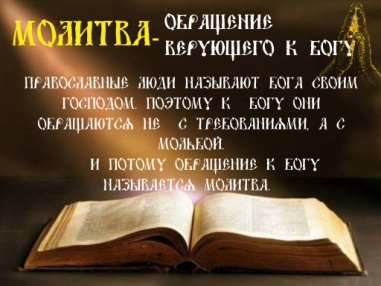 МОЛИТВА-
ОБРАЩЕНИЕ
ВЕРУЮЩЕГО К БОГУ
ПРАВОСЛАВНЫЕ ЛЮДИ НАЗЫВАЮТ БОГА СВОИМ
ГОСПОДОМ. ПОЭТОМУ К БОГУ ОНИ
ОБРАЩАЮТСЯ НЕ С ТРЕБОВАНИЯМИ, А С
МОЛЬБОЙ.
И ПОТОМУ ОБРАЩЕНИЕ К БОГУ
НАЗЫВАЕТСЯ МОЛИТВА.